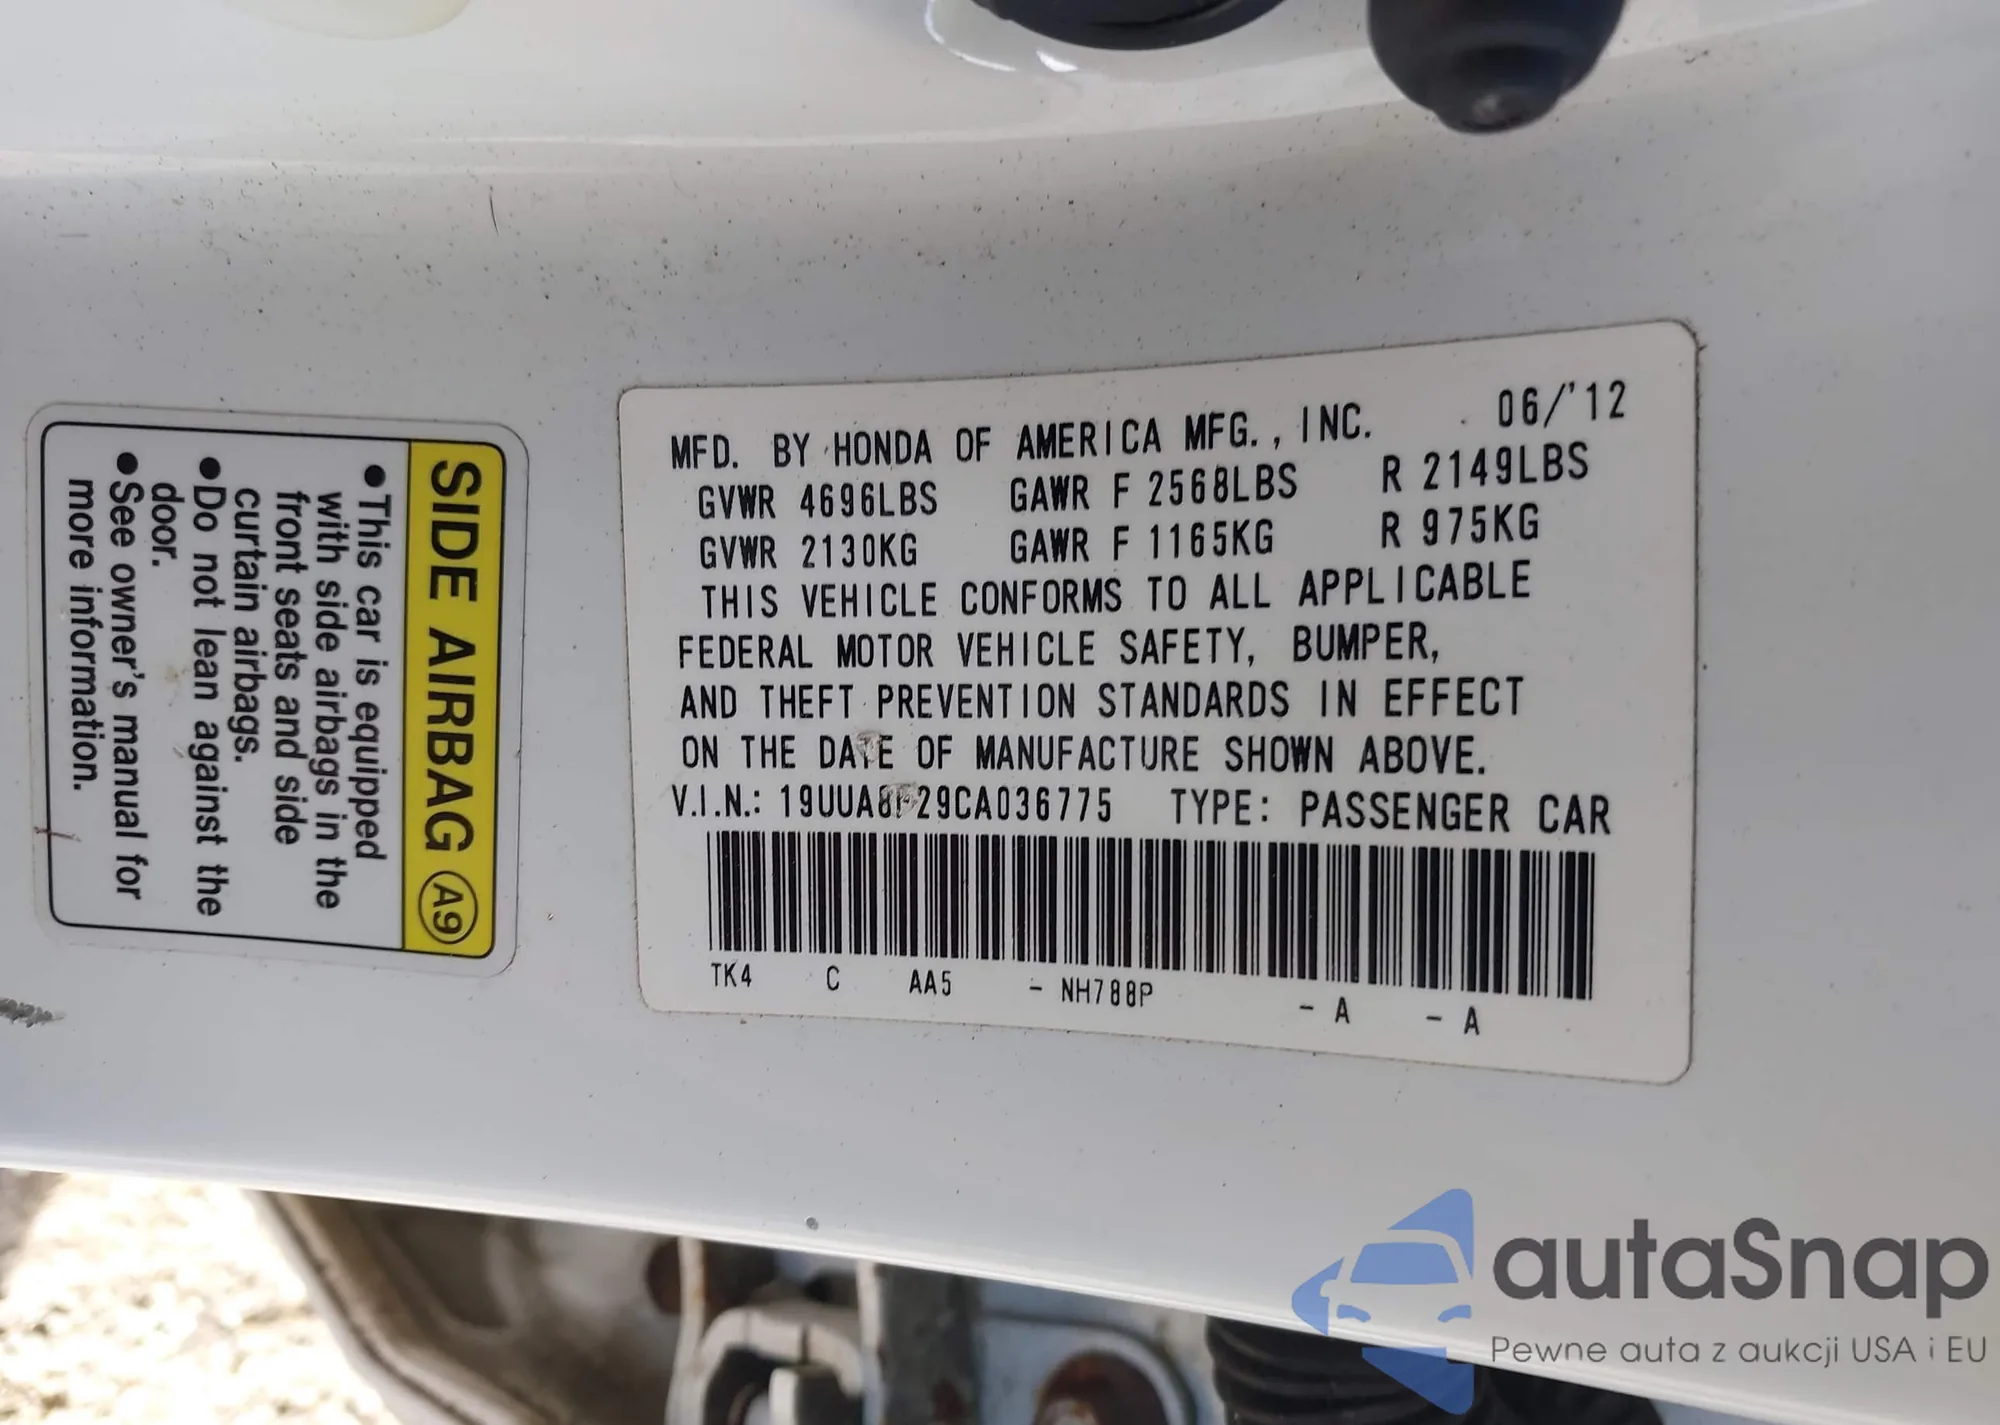 SIDE AIRBAG A9
●This car is equipped
with side airbags in the
front seats and side
curtain airbags.
●Do not lean against the
door.
●See owner's manual for
more information.
MFD. BY HONDA OF AMERICA MFG., INC. 06/'12
GVWR 4696LBS GAWR F 2568LBS R 2149LBS
GVWR 2130KG GAWR F 1165KG R 975KG
THIS VEHICLE CONFORMS TO ALL APPLICABLE
FEDERAL MOTOR VEHICLE SAFETY, BUMPER,
AND THEFT PREVENTION STANDARDS IN EFFECT
ON THE DATE OF MANUFACTURE SHOWN ABOVE.
V.I.N.: TYPE: PASSENGER CAR
TK4 C AA5 - NH788P - A - A
autaSnap
Pewne auta z aukcji USA i EU